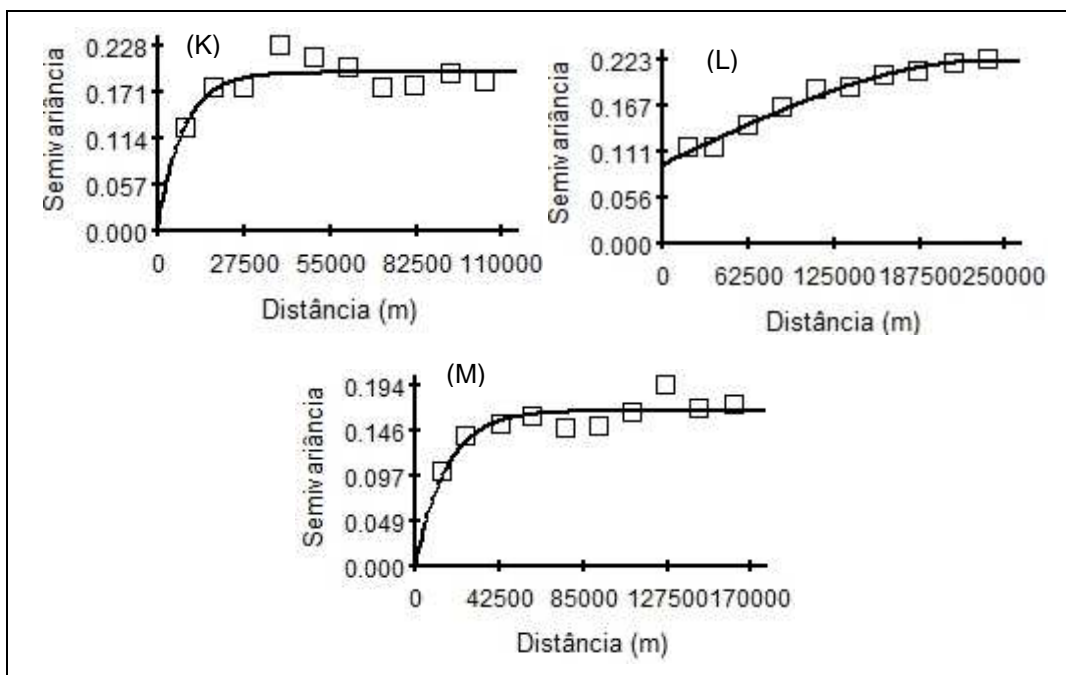 (K)
0.228
0.171
0.114
0.057
0.000
Semivariância
0 27500 55000 82500 110000
Distância (m)
(L)
0.223
0.167
0.111
0.056
0.000
Semivariância
0 62500 125000 187500 250000
Distância (m)
(M)
0.194
0.146
0.097
0.049
0.000
Semivariância
0 42500 85000 127500 170000
Distância (m)